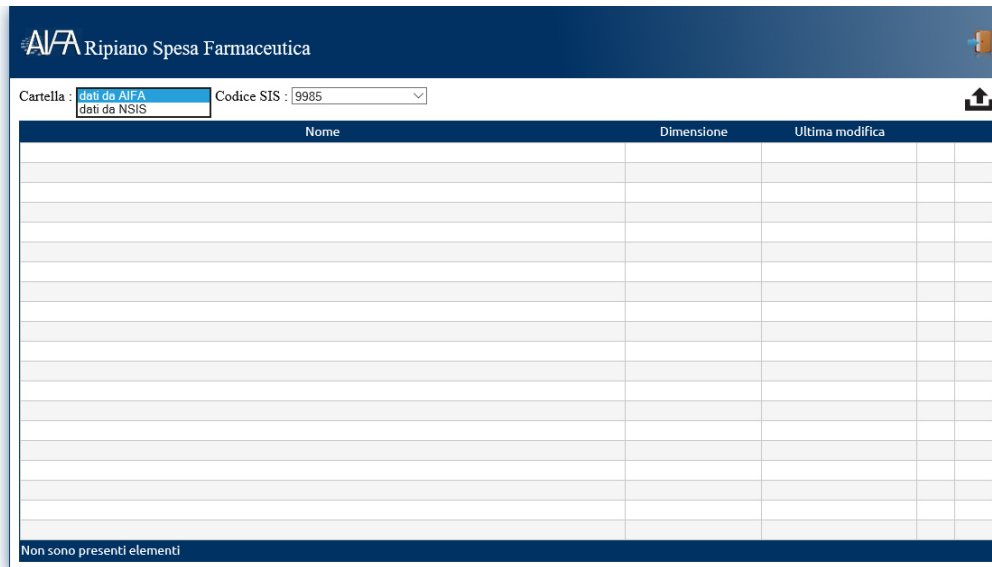 AIFA Ripiano Spesa Farmaceutica
Cartella : dati da AIFA Codice SIS : 9985
dati da NSIS
Nome Dimensione Ultima modifica
Non sono presenti elementi